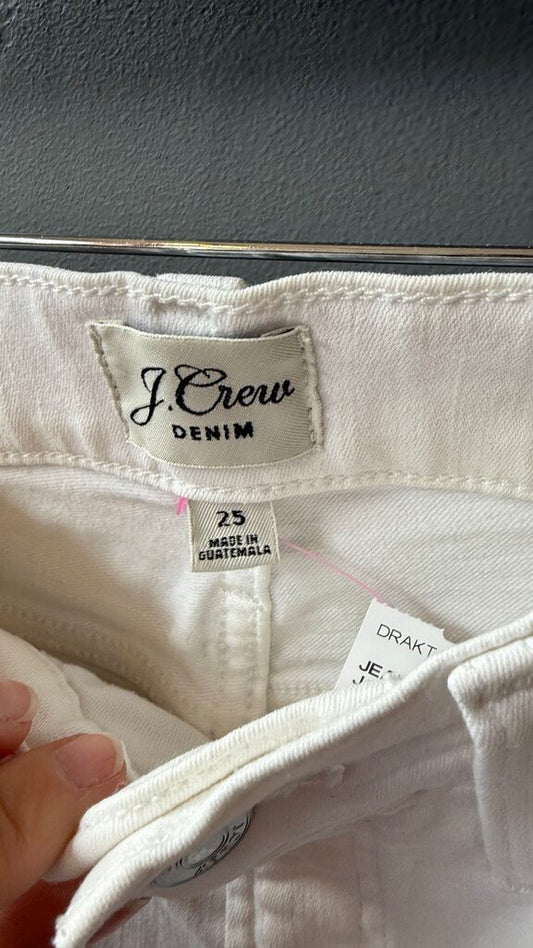 J.Crew
DENIM
25
MADE IN
GUATEMALA
DRAKT